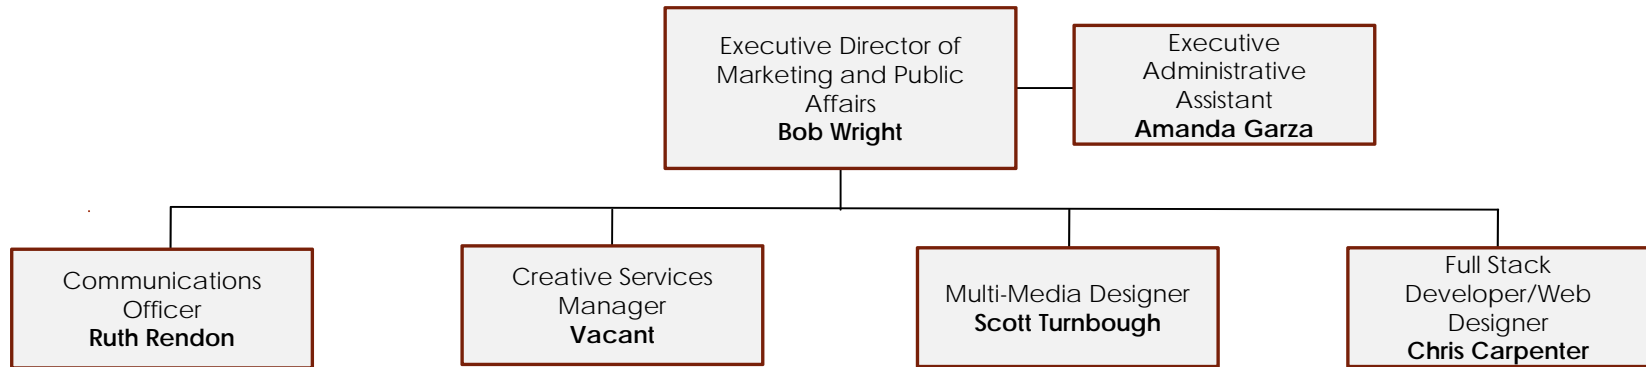 Executive Director of
Marketing and Public
Affairs
Bob Wright
Executive
Administrative
Assistant
Amanda Garza
Communications
Officer
Ruth Rendon
Creative Services
Manager
Vacant
Multi-Media Designer
Scott Turnbough
Full Stack
Developer/Web
Designer
Chris Carpenter